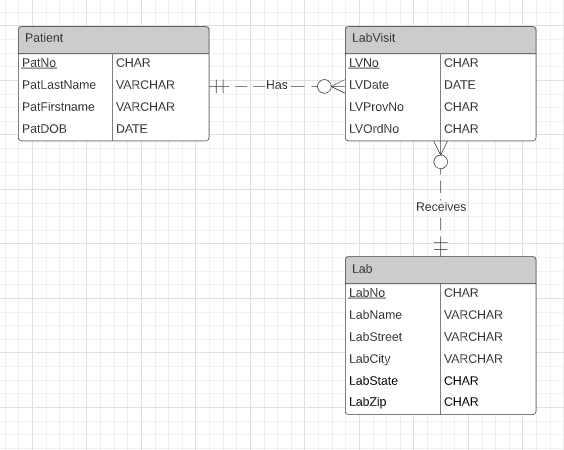 Patient
PatNo CHAR
PatLastName VARCHAR
PatFirstname VARCHAR
PatDOB DATE
Has
LabVisit
LVNo CHAR
LVDate DATE
LVProvNo CHAR
LVOrdNo CHAR
Receives
Lab
LabNo CHAR
LabName VARCHAR
LabStreet VARCHAR
LabCity VARCHAR
LabState CHAR
LabZip CHAR